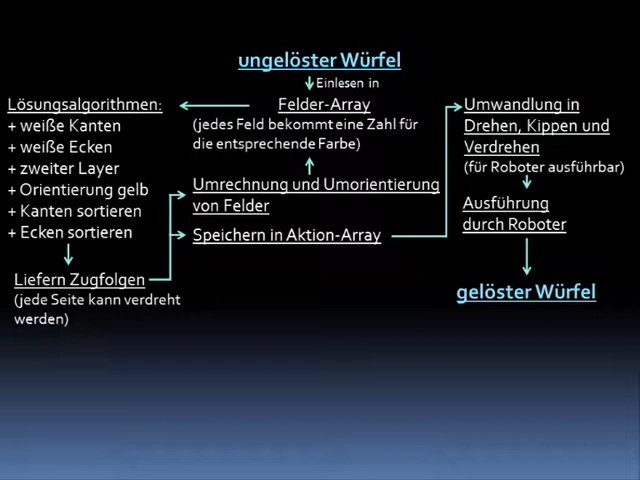 ungelöster Würfel
Einlesen in
Felder-Array
(jedes Feld bekommt eine Zahl für
die entsprechende Farbe)
Lösungsalgorithmen:
+ weiße Kanten
+ weiße Ecken
+ zweiter Layer
+ Orientierung gelb
+ Kanten sortieren
+ Ecken sortieren
Liefern Zugfolgen
(jede Seite kann verdreht
werden)
Umrechnung und Umorientierung
von Felder
Speichern in Aktion-Array
Umwandlung in
Drehen, Kippen und
Verdrehen
(für Roboter ausführbar)
Ausführung
durch Roboter
gelöster Würfel